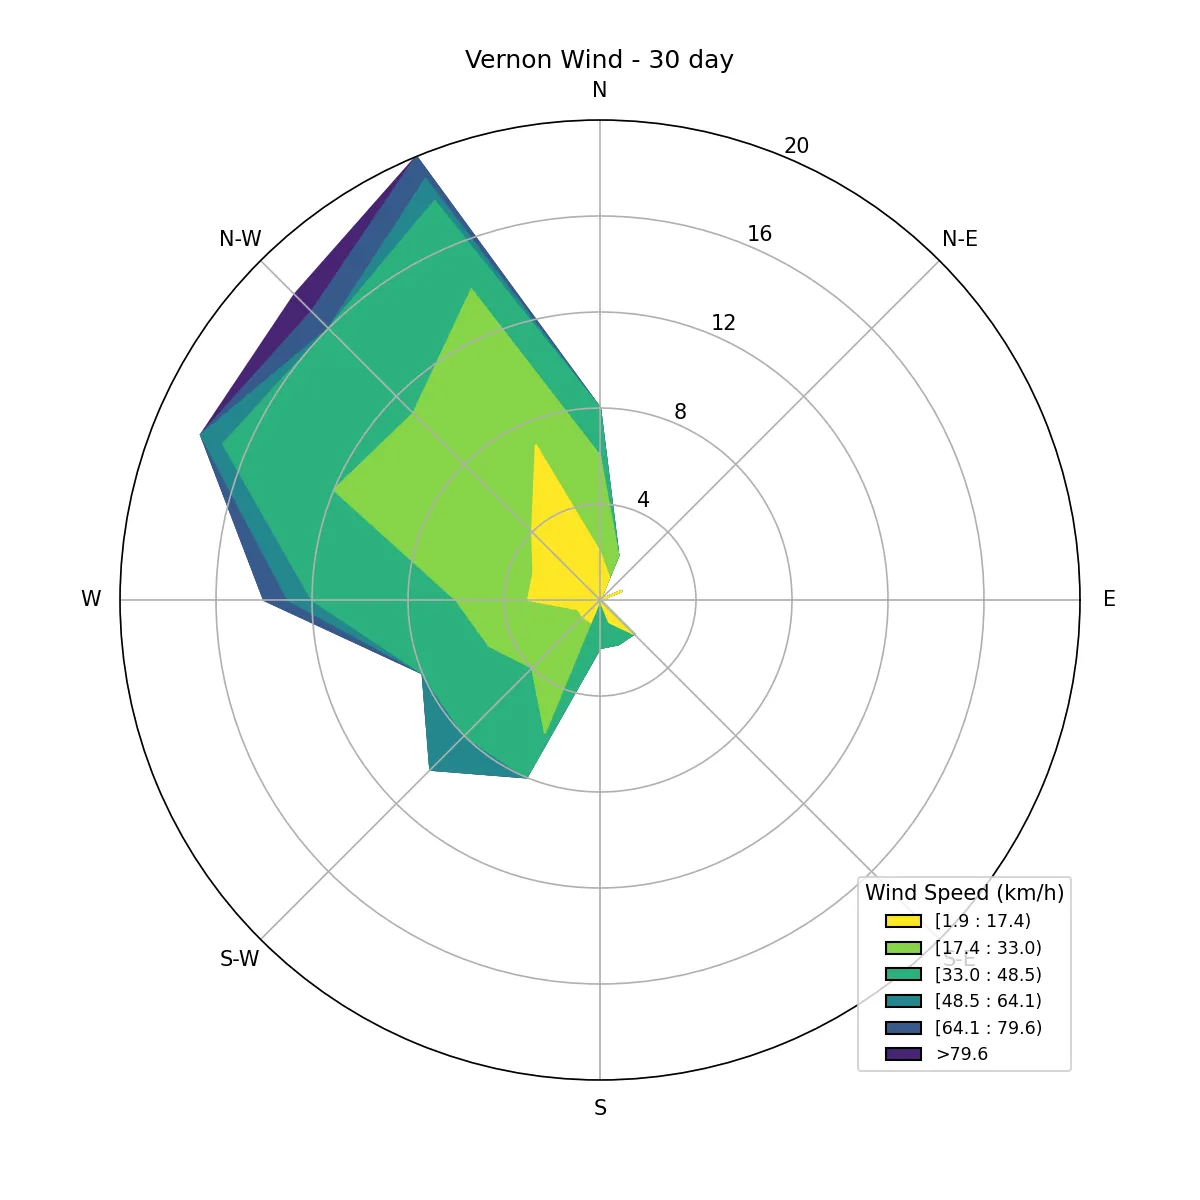 Vernon Wind - 30 day
N
20
16
N-W
N-E
12
8
4
W
E
Wind Speed (km/h)
[1.9 : 17.4)
[17.4 : 33.0)
S-W
S-E
[33.0 : 48.5)
[48.5 : 64.1)
[64.1 : 79.6)
>79.6
S